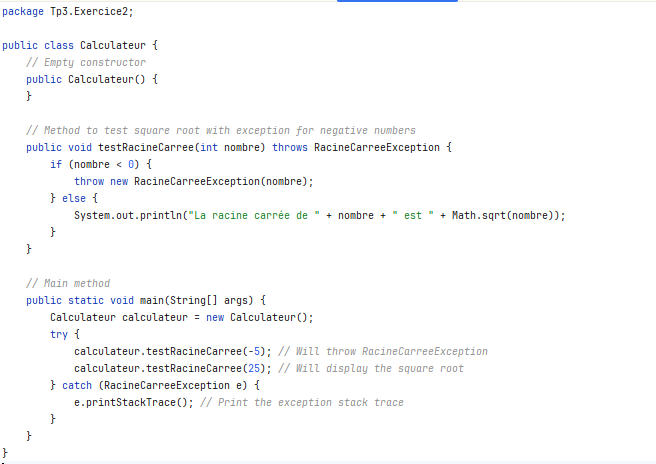 package Tp3.Exercice2;

public class Calculateur {
    // Empty constructor
    public Calculateur() {
    }

    // Method to test square root with exception for negative numbers
    public void testRacineCarree(int nombre) throws RacineCarreeException {
        if (nombre < 0) {
            throw new RacineCarreeException(nombre);
        } else {
            System.out.println("La racine carrée de " + nombre + " est " + Math.sqrt(nombre));
        }
    }

    // Main method
    public static void main(String[] args) {
        Calculateur calculateur = new Calculateur();
        try {
            calculateur.testRacineCarree(-5); // Will throw RacineCarreeException
            calculateur.testRacineCarree(25); // Will display the square root
        } catch (RacineCarreeException e) {
            e.printStackTrace(); // Print the exception stack trace
        }
    }
}